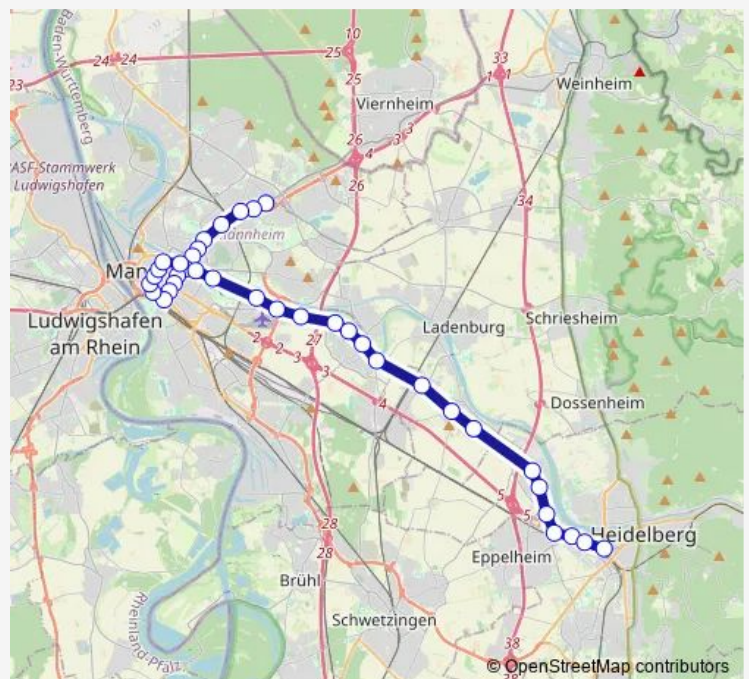 Baden-Württemberg
10
24
24
25
25
23
33
1
1
Weinheim
Viernheim
3
3
26
4
26
ASF-Stammwerk
Ludwigshafen
34
Mannheim
Man
Ludwigshafen
am Rhein
2
2
27
3
3
Ladenburg
Schriesheim
4
Dossenheim
5
5
28
28
Heidelberg
Eppelheim
Brühl
Schwetzingen
Rheinland-Pfalz
38
© OpenStreetMap contributors